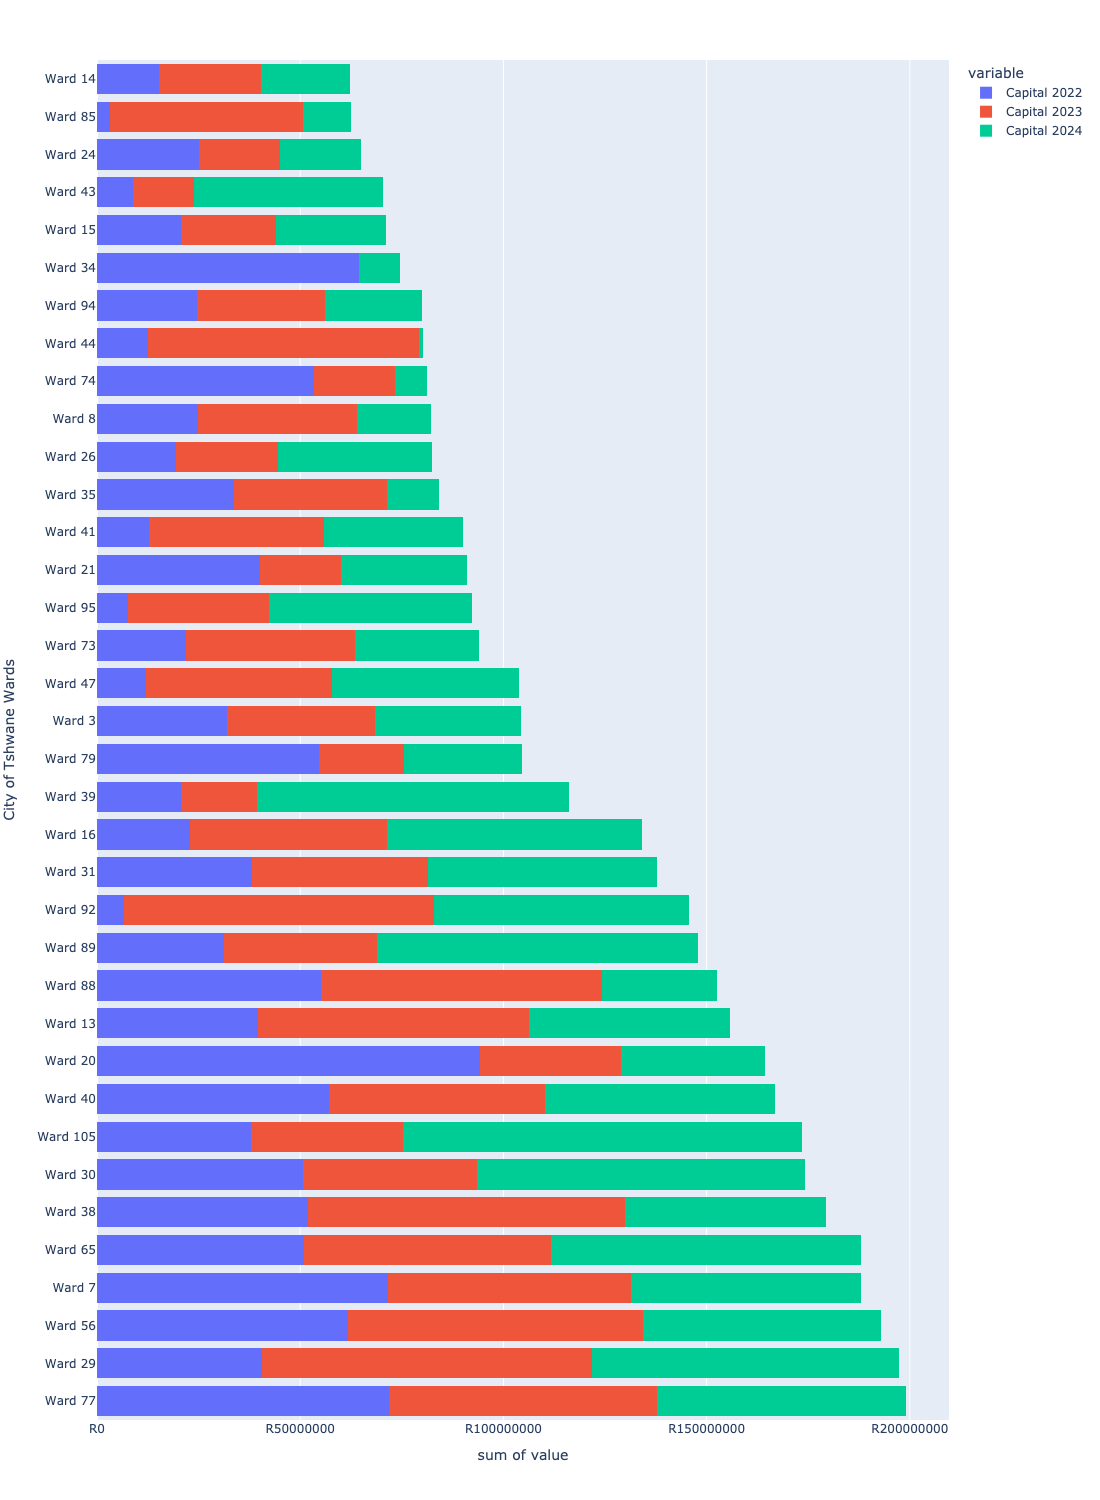 variable
Capital 2022
Capital 2023
Capital 2024
City of Tshwane Wards
Ward 14
Ward 85
Ward 24
Ward 43
Ward 15
Ward 34
Ward 94
Ward 44
Ward 74
Ward 8
Ward 26
Ward 35
Ward 41
Ward 21
Ward 95
Ward 73
Ward 47
Ward 3
Ward 79
Ward 39
Ward 16
Ward 31
Ward 92
Ward 89
Ward 88
Ward 13
Ward 20
Ward 40
Ward 105
Ward 30
Ward 38
Ward 65
Ward 7
Ward 56
Ward 29
Ward 77
R0 R50000000 R100000000 R150000000 R200000000
sum of value